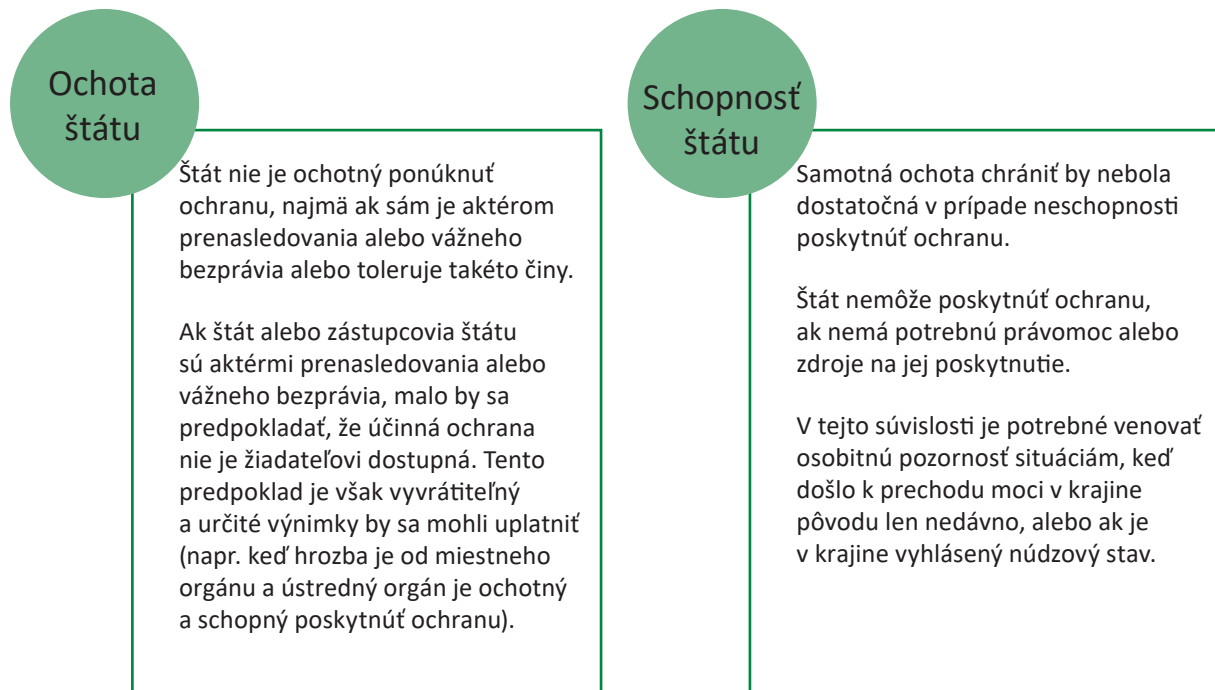 Ochota
štátu
Štát nie je ochotný ponúknuť
ochranu, najmä ak sám je aktérom
prenasledovania alebo vážneho
bezprávia alebo toleruje takéto činy.
Ak štát alebo zástupcovia štátu
sú aktérmi prenasledovania alebo
vážneho bezprávia, malo by sa
predpokladať, že účinná ochrana
nie je žiadateľovi dostupná. Tento
predpoklad je však vyvrátiteľný
a určité výnimky by sa mohli uplatniť
(napr. keď hrozba je od miestneho
orgánu a ústredný orgán je ochotný
a schopný poskytnúť ochranu).
Schopnosť
štátu
Samotná ochota chrániť by nebola
dostatočná v prípade neschopnosti
poskytnúť ochranu.
Štát nemôže poskytnúť ochranu,
ak nemá potrebnú právomoc alebo
zdroje na jej poskytnutie.
V tejto súvislosti je potrebné venovať
osobitnú pozornosť situáciám, keď
došlo k prechodu moci v krajine
pôvodu len nedávno, alebo ak je
v krajine vyhlásený núdzový stav.